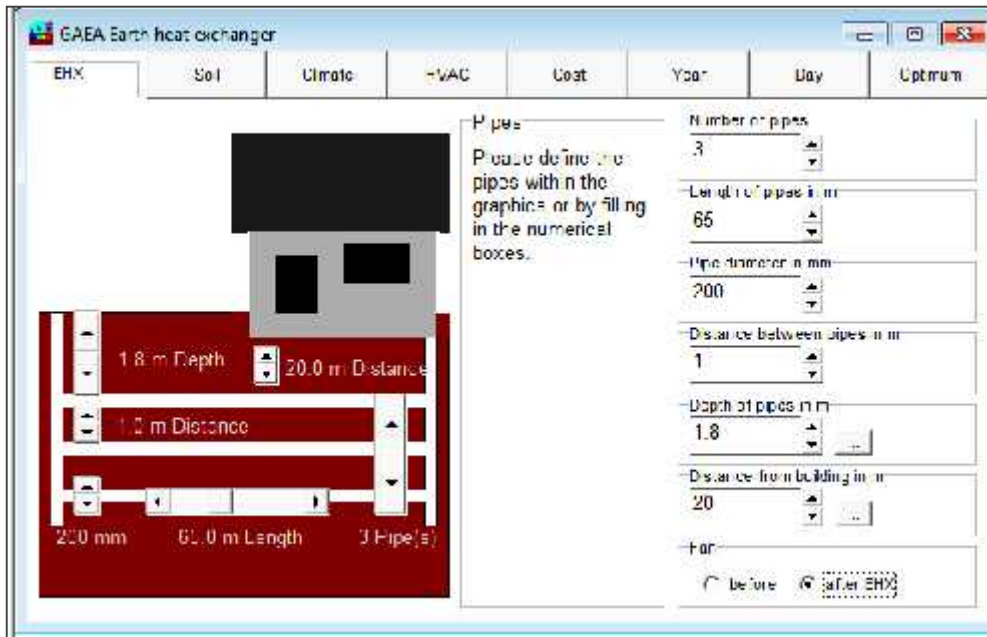 GAEA Earth heat exchanger
EHX Soil Climate HVAC Cost Year Day Optimum
Pipes
Please define the
pipes within the
graphics or by filling
in the numerical
boxes.
1.8 m Depth
20.0 m Distance
1.0 m Distance
200 mm
65.0 m Length
3 Pipe(s)
Number of pipes
3
Length of pipes in m
65
Pipe diameter in mm
200
Distance between pipes in m
1
Depth of pipes in m
1.8
...
Distance from building in m
20
...
Fan
before after EHX